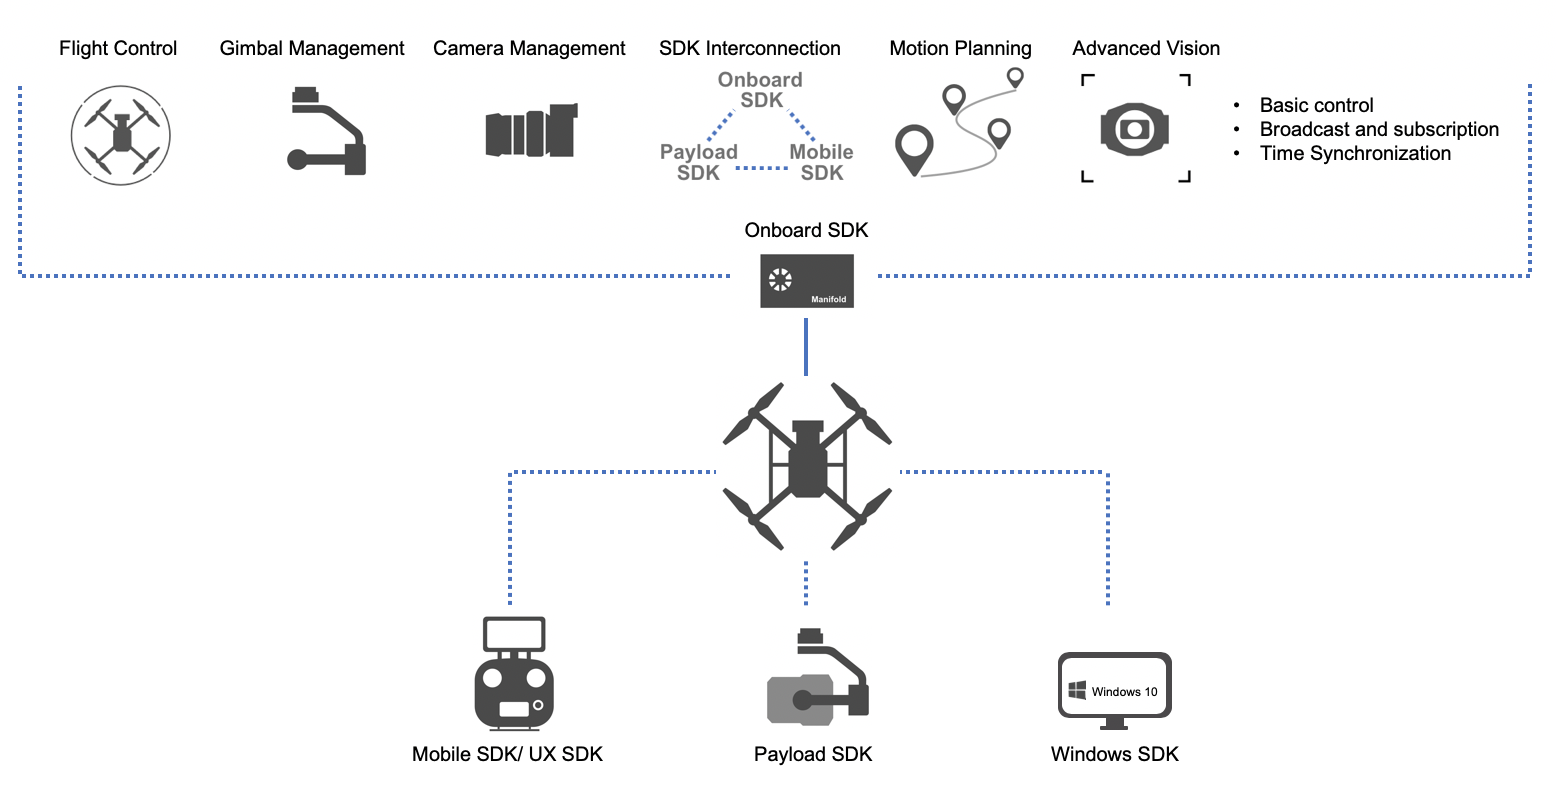 Flight Control
Gimbal Management
Camera Management
SDK Interconnection
Motion Planning
Advanced Vision
Onboard
SDK
Payload
SDK
Mobile
SDK
• Basic control
• Broadcast and subscription
• Time Synchronization
Onboard SDK
Manifold
Windows 10
Mobile SDK/ UX SDK
Payload SDK
Windows SDK